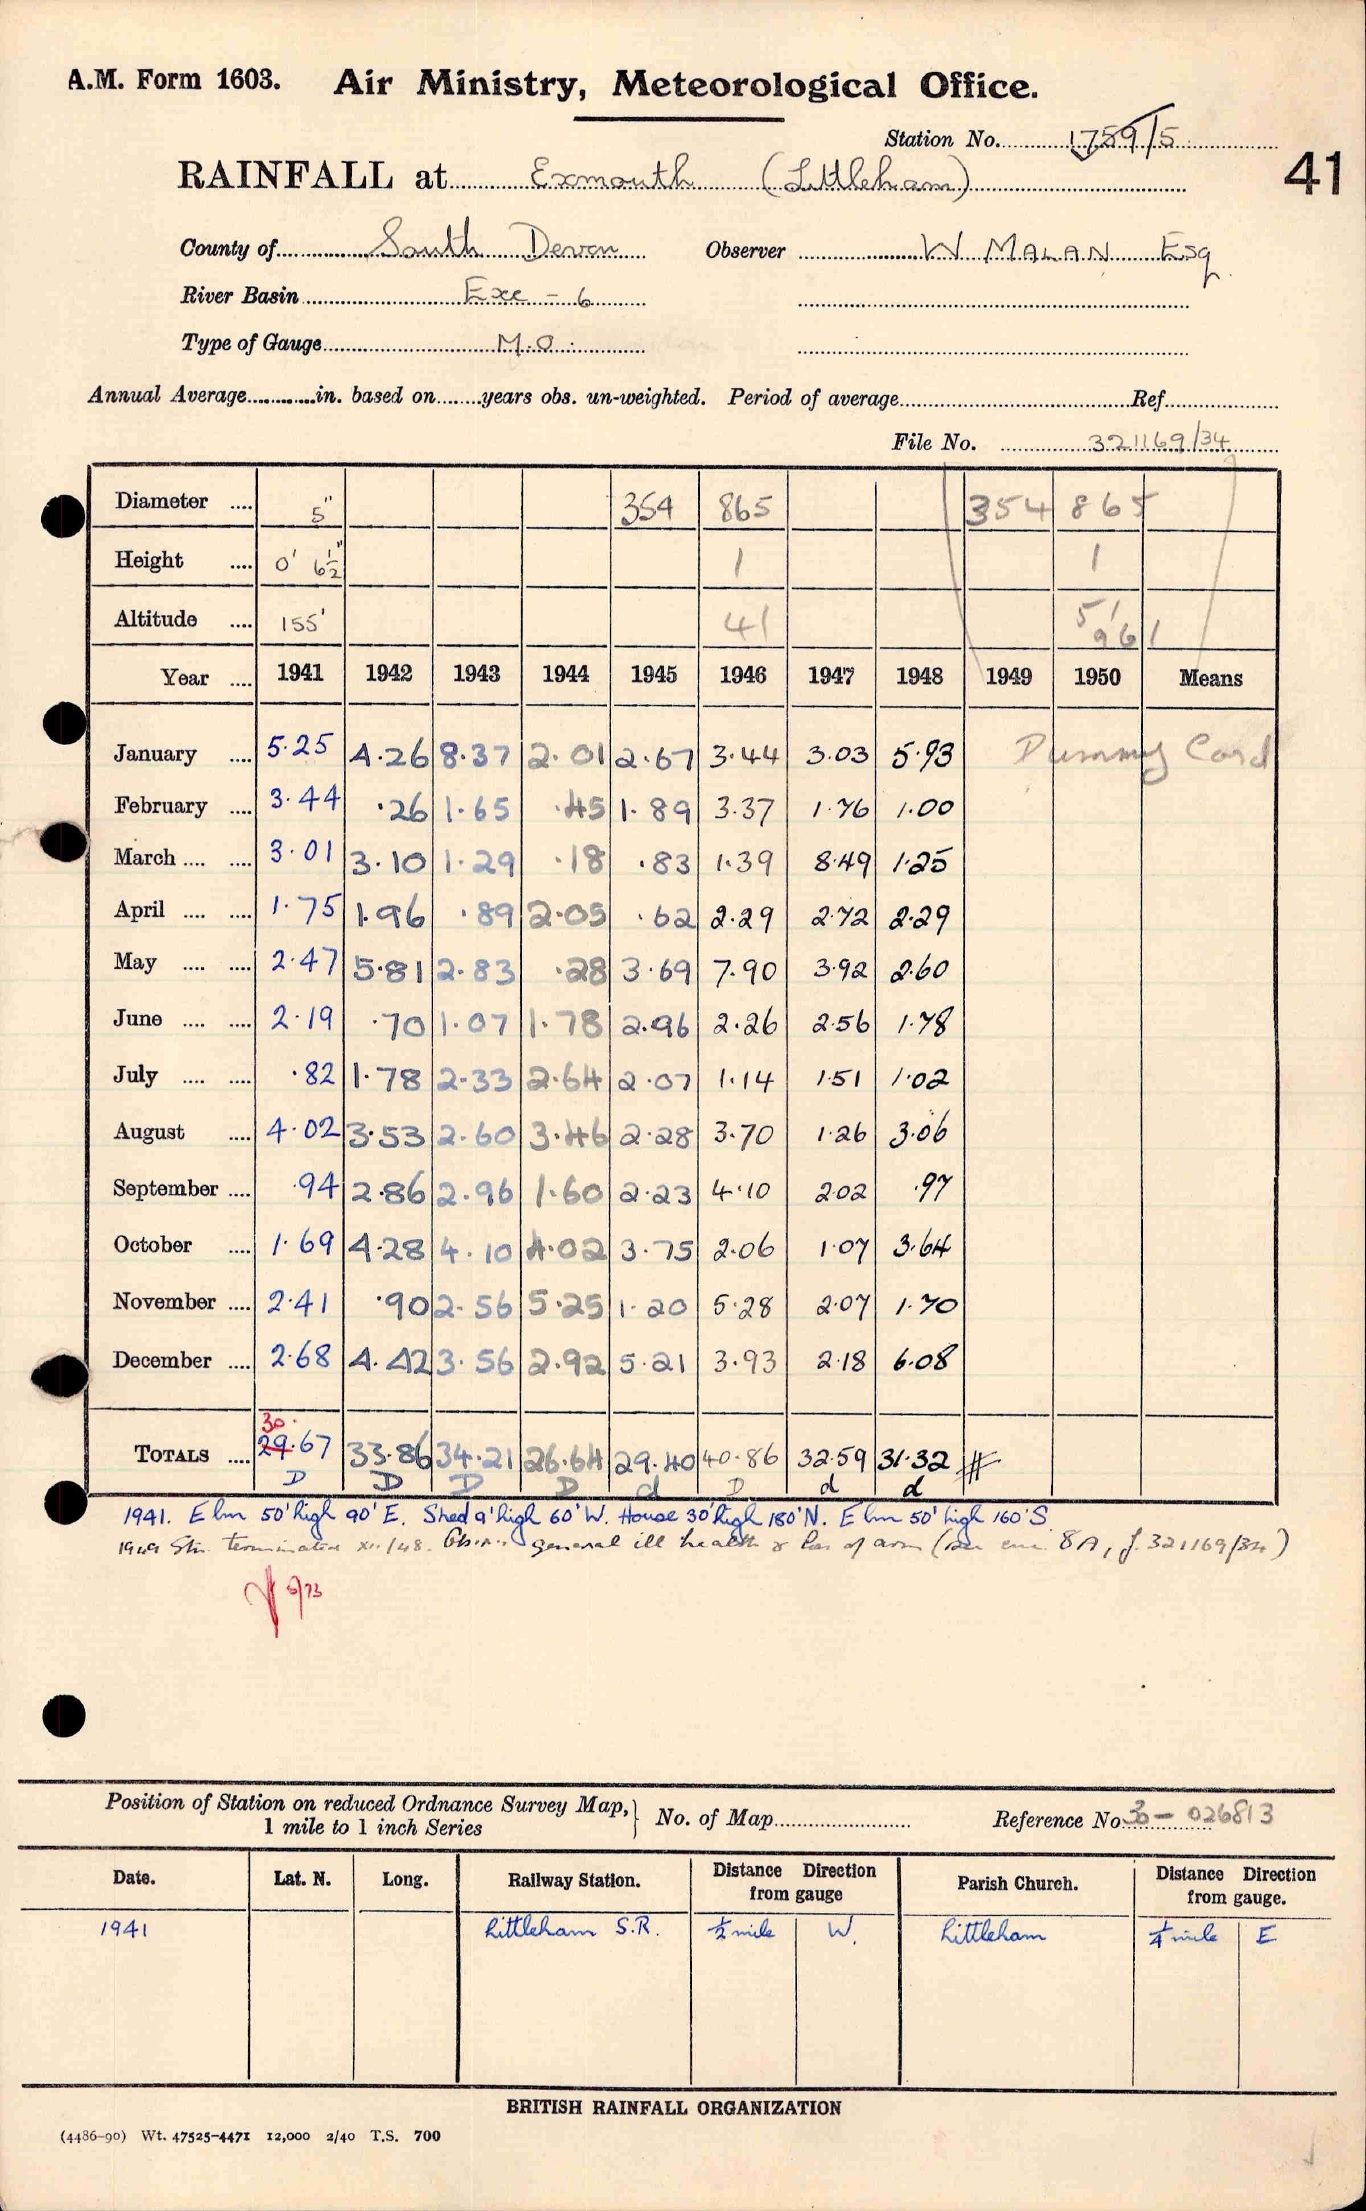 A.M. Form 1603. Air Ministry, Meteorological Office.
Station No. 1759/5
41
RAINFALL at Exmouth (Littleham)
County of South Devon Observer W MALAN Esq
River Basin Exe - 6
Type of Gauge M.O.
Annual Average in. based on years obs. un-weighted. Period of average Ref
File No. 321169/34
Diameter 5" 354 865 354 865
Height 0' 6½" 1 1
Altitude 155' 41 51 9 61
Year 1941 1942 1943 1944 1945 1946 1947 1948 1949 1950 Means
January 5.25 4.26 8.37 2.01 2.67 3.44 3.03 5.93 Dummy Card
February 3.44 .26 1.65 .45 1.89 3.37 1.76 1.00
March 3.01 3.10 1.29 .18 .83 1.39 8.49 1.25
April 1.75 1.96 .89 2.05 .62 2.29 2.72 2.29
May 2.47 5.81 2.83 .28 3.69 7.90 3.92 2.60
June 2.19 .70 1.07 1.78 2.96 2.26 2.56 1.78
July .82 1.78 2.33 2.64 2.07 1.14 1.51 1.02
August 4.02 3.53 2.60 3.46 2.28 3.70 1.26 3.06
September .94 2.86 2.96 1.60 2.23 4.10 2.02 .97
October 1.69 4.28 4.10 4.02 3.75 2.06 1.07 3.64
November 2.41 .90 2.56 5.25 1.20 5.28 2.07 1.70
December 2.68 4.42 3.56 2.92 5.21 3.93 2.18 6.08
30.
TOTALS 29.67 33.86 34.21 26.64 29.40 40.86 32.59 31.32 #
D D D D d D d d
1941. Elm 50' high 90' E. Shed 9' high 60' W. House 30' high 180' N. Elm 50' high 160' S.
1949 Stn. terminated xii/48. general ill health & loss of arm (see enc. 8A, f. 321169/34)
5/73
Position of Station on reduced Ordnance Survey Map, 1 mile to 1 inch Series } No. of Map Reference No 30 - 026813
Date. Lat. N. Long. Railway Station. Distance Direction from gauge Parish Church. Distance Direction from gauge.
1941 Littleham S.R. ½ mile W. Littleham ¼ mile E
BRITISH RAINFALL ORGANIZATION
(4486-90) Wt. 47525-4471 12,000 2/40 T.S. 700